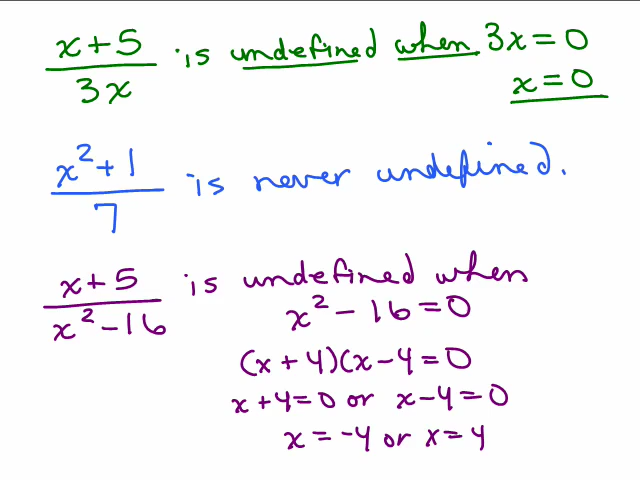 x+5 / 3x is undefined when 3x = 0
x = 0
x² + 1 / 7 is never undefined.
x+5 / x² - 16 is undefined when
x² - 16 = 0
(x + 4)(x - 4 = 0
x + 4 = 0 or x - 4 = 0
x = -4 or x = 4